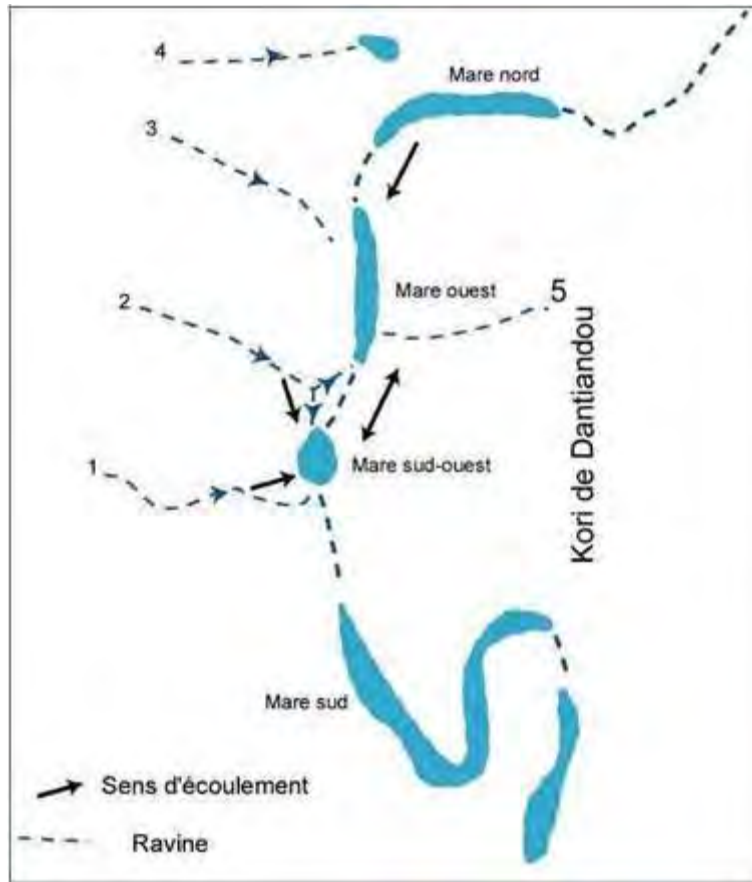 4
Mare nord
3
Mare ouest
5
2
Kori de Dantiandou
Mare sud-ouest
1
Mare sud
Sens d'écoulement
Ravine